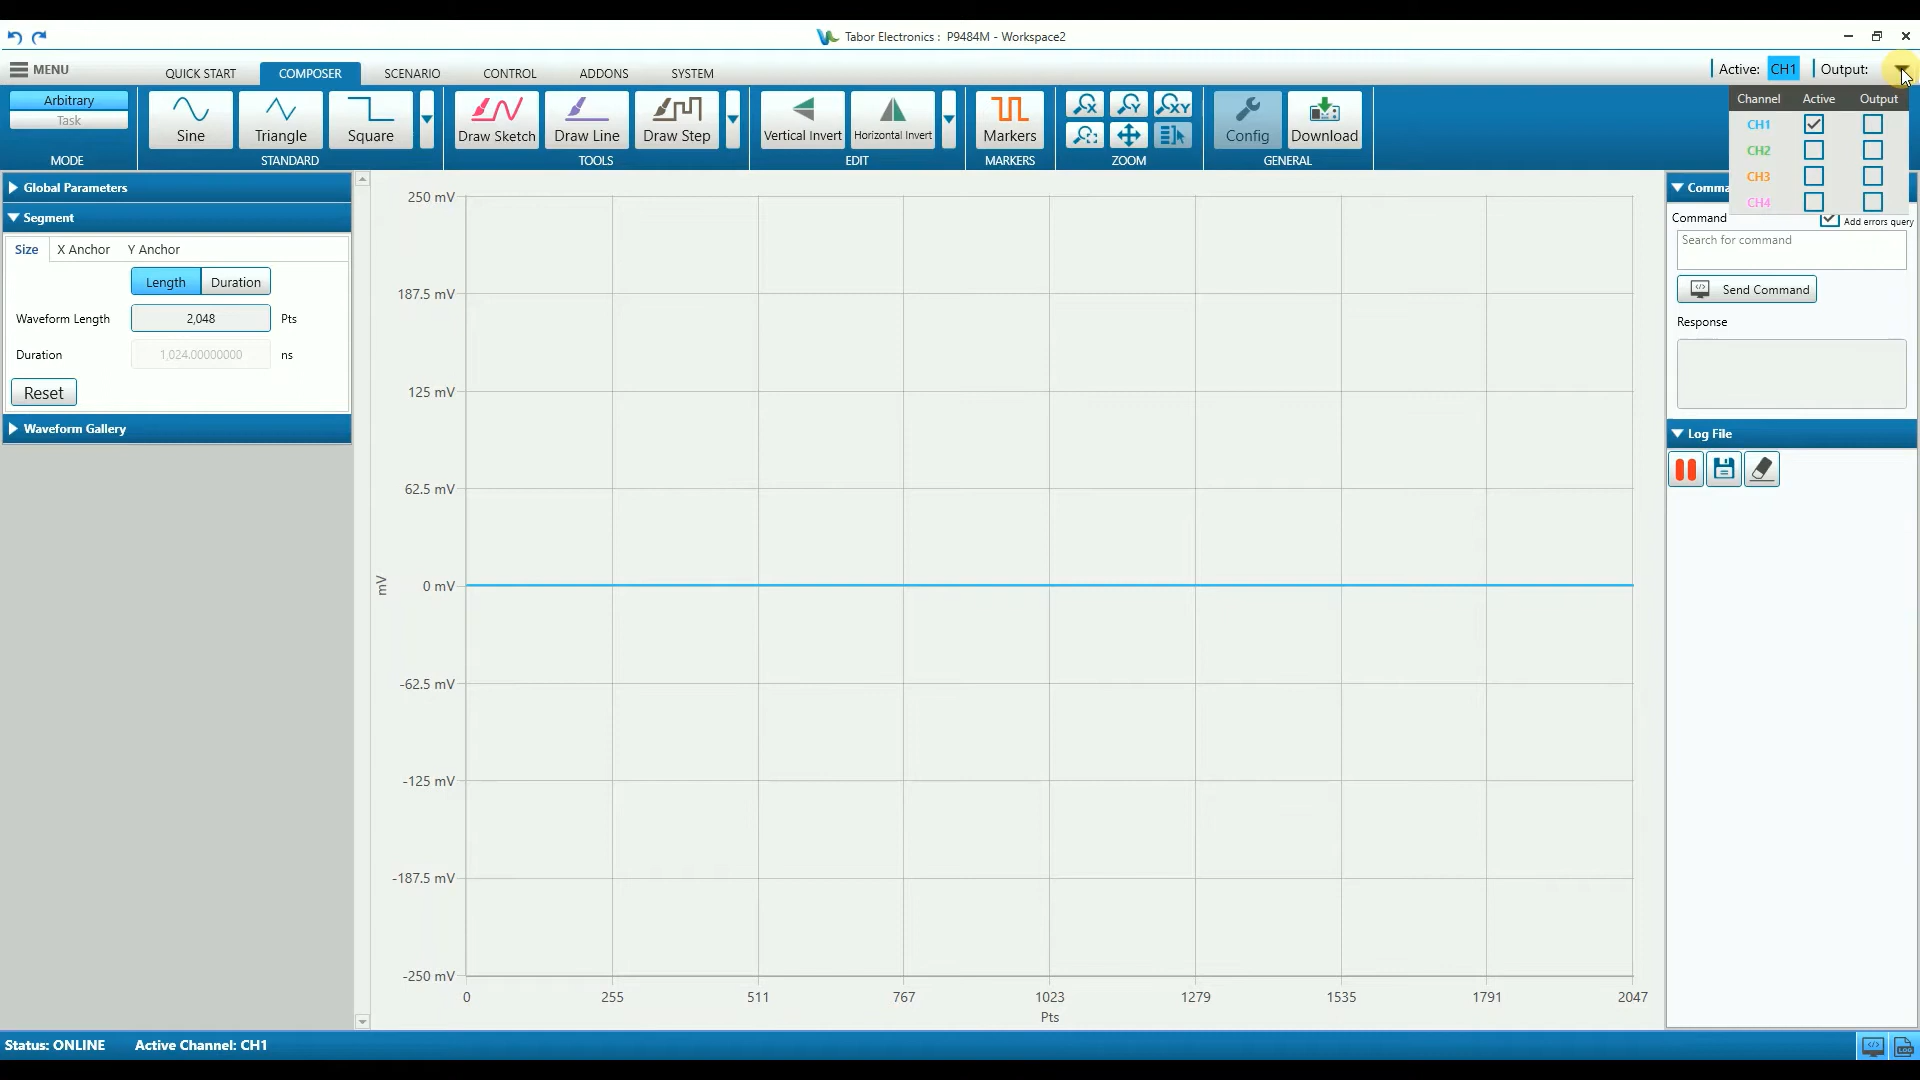 Tabor Electronics : P9484M - Workspace2
MENU
QUICK START
COMPOSER
SCENARIO
CONTROL
ADDONS
SYSTEM
Active: CH1 Output:
Arbitrary
Task
MODE
Sine
Triangle
Square
STANDARD
Draw Sketch
Draw Line
Draw Step
TOOLS
Vertical Invert
Horizontal Invert
EDIT
Markers
MARKERS
X
Y
XY
ZOOM
Config
Download
GENERAL
Channel Active Output
CH1
CH2
CH3
CH4
Global Parameters
Segment
Size X Anchor Y Anchor
Length Duration
Waveform Length 2,048 Pts
Duration 1,024.00000000 ns
Reset
Waveform Gallery
250 mV
187.5 mV
125 mV
62.5 mV
0 mV
-62.5 mV
-125 mV
-187.5 mV
-250 mV
mV
0 255 511 767 1023 1279 1535 1791 2047
Pts
Comma
Command
Add errors query
Search for command
Send Command
Response
Log File
Status: ONLINE Active Channel: CH1
LOG